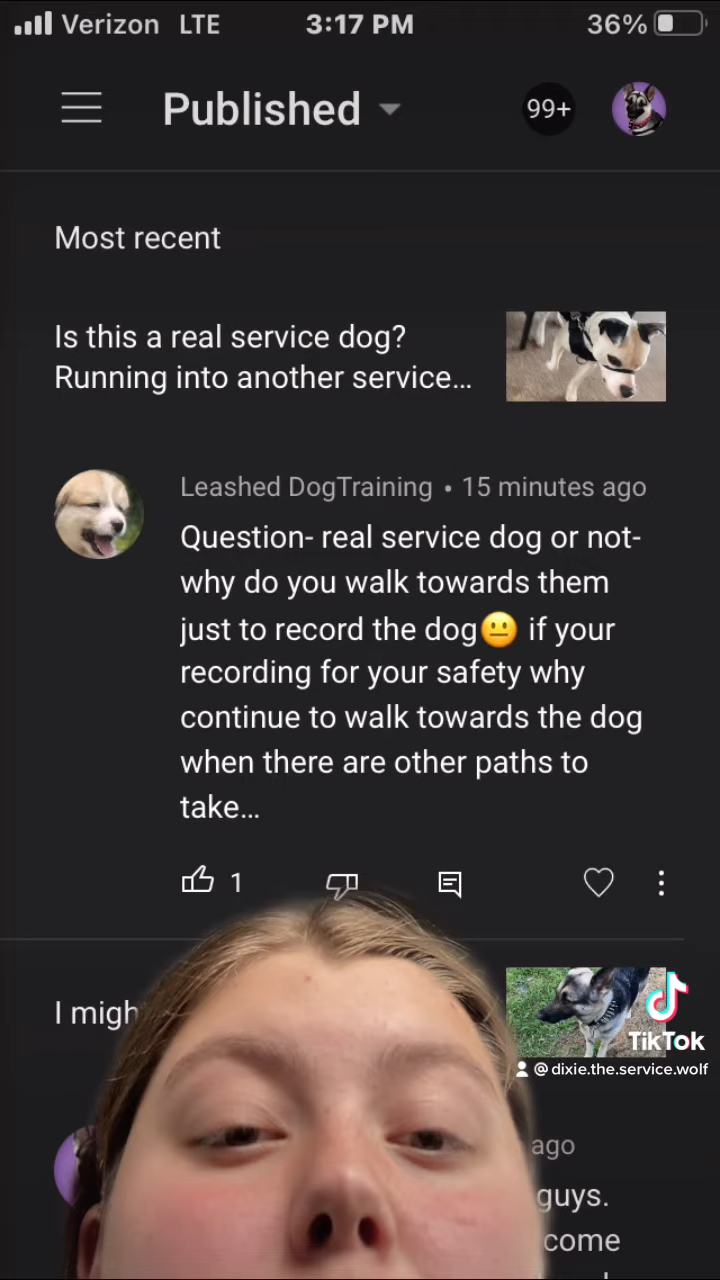 Verizon LTE 3:17 PM 36%
Published 99+
Most recent
Is this a real service dog?
Running into another service...
Leashed DogTraining • 15 minutes ago
Question- real service dog or not-
why do you walk towards them
just to record the dog😐 if your
recording for your safety why
continue to walk towards the dog
when there are other paths to
take...
1
I migh
TikTok
@dixie.the.service.wolf
ago
guys.
come